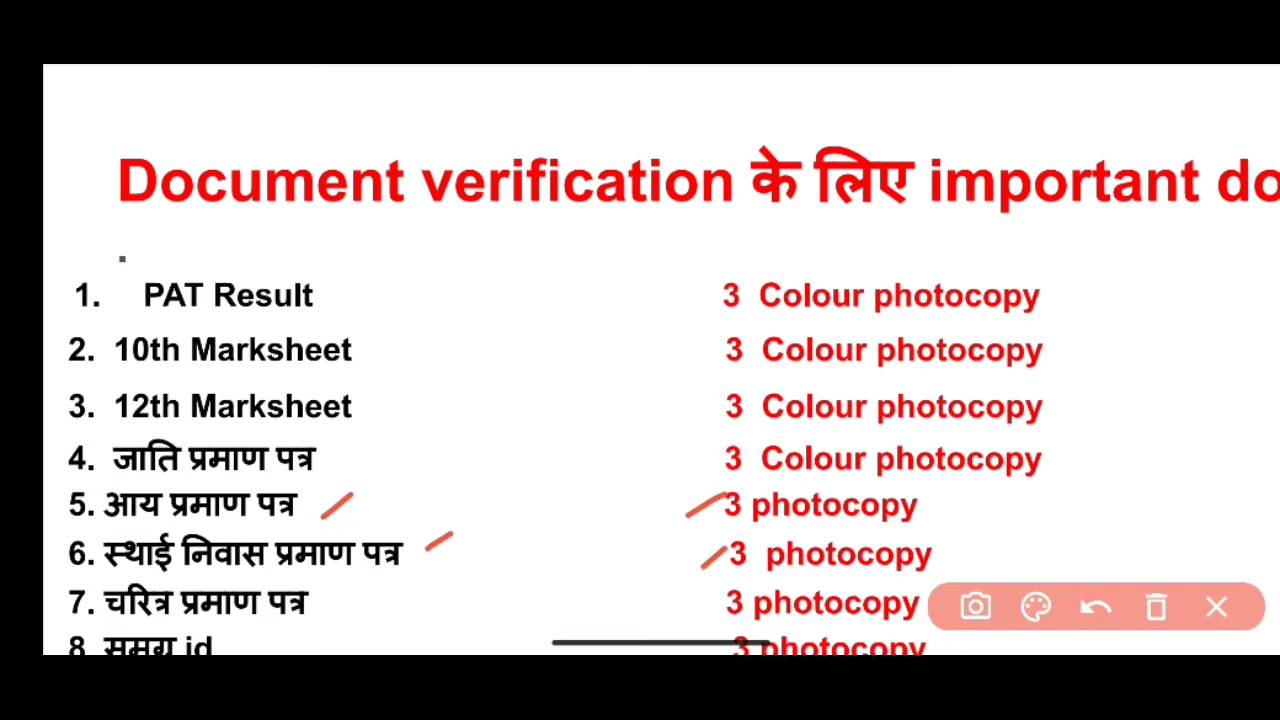 Document verification के लिए important do
1. PAT Result 3 Colour photocopy
2. 10th Marksheet 3 Colour photocopy
3. 12th Marksheet 3 Colour photocopy
4. जाति प्रमाण पत्र 3 Colour photocopy
5. आय प्रमाण पत्र 3 photocopy
6. स्थाई निवास प्रमाण पत्र 3 photocopy
7. चरित्र प्रमाण पत्र 3 photocopy
8 समग्र id 3 photocopy